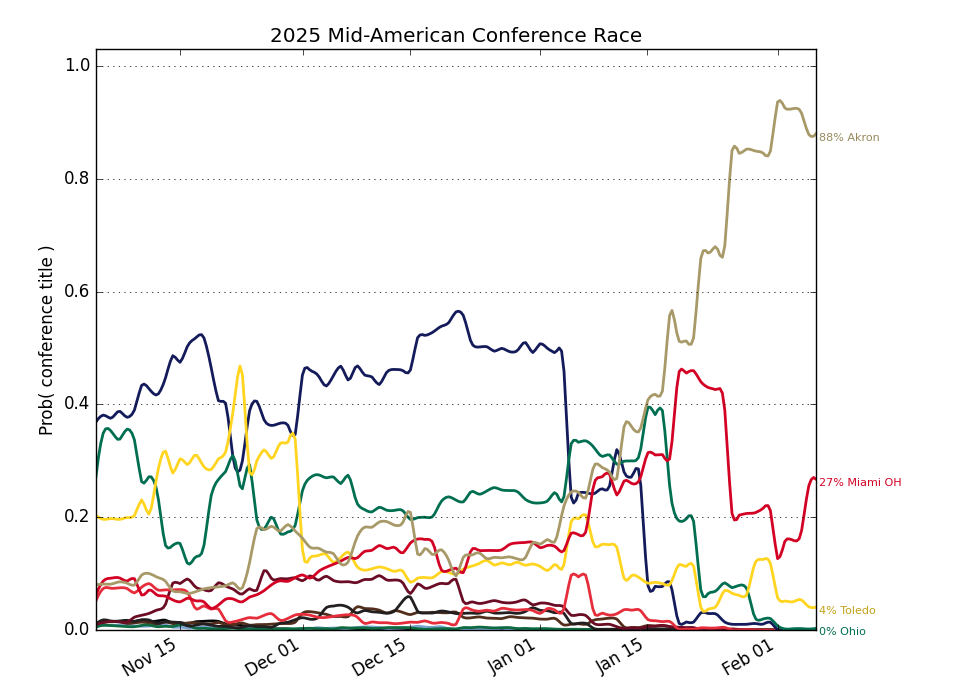 2025 Mid-American Conference Race
Prob( conference title )
1.0
0.8
0.6
0.4
0.2
0.0
Nov 15
Dec 01
Dec 15
Jan 01
Jan 15
Feb 01
88% Akron
27% Miami OH
4% Toledo
0% Ohio